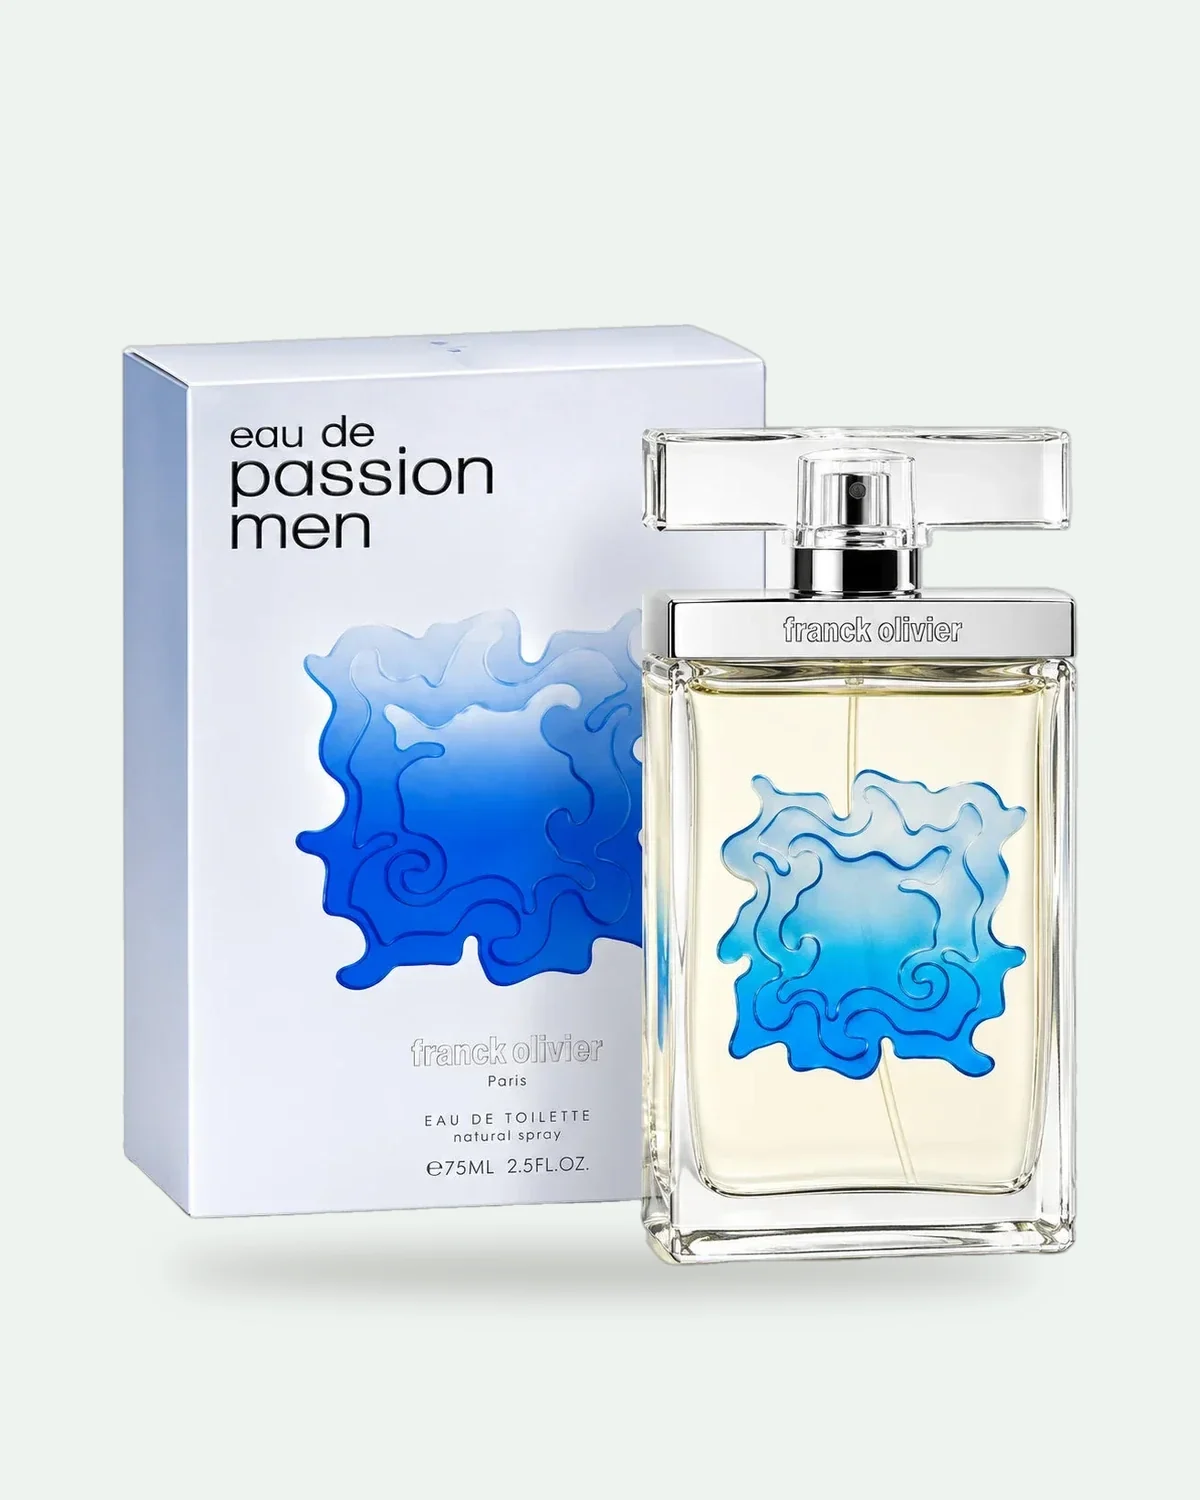 eau de
passion
men
franck olivier
Paris
EAU DE TOILETTE
natural spray
℮75ML 2.5FL.OZ.
franck olivier